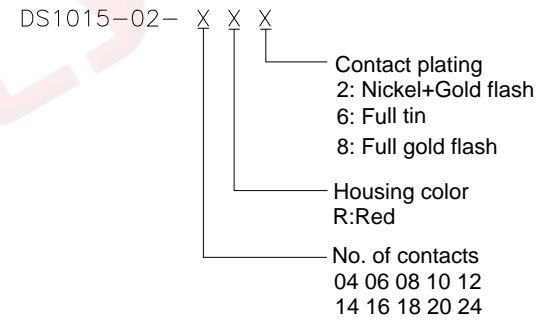 DS1015-02- X X X
Contact plating
2: Nickel+Gold flash
6: Full tin
8: Full gold flash
Housing color
R:Red
No. of contacts
04 06 08 10 12
14 16 18 20 24